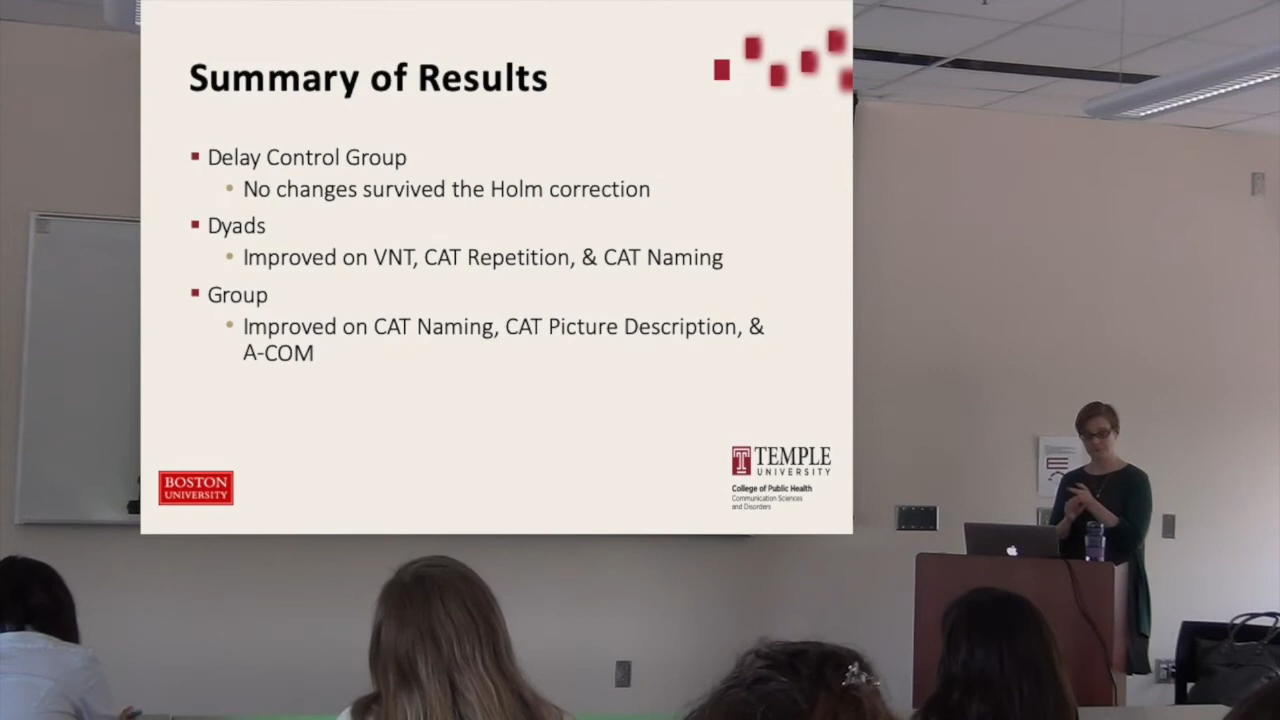 Summary of Results
Delay Control Group
No changes survived the Holm correction
Dyads
Improved on VNT, CAT Repetition, & CAT Naming
Group
Improved on CAT Naming, CAT Picture Description, &
A-COM
BOSTON
UNIVERSITY
TEMPLE
UNIVERSITY
College of Public Health
Communication Sciences
and Disorders